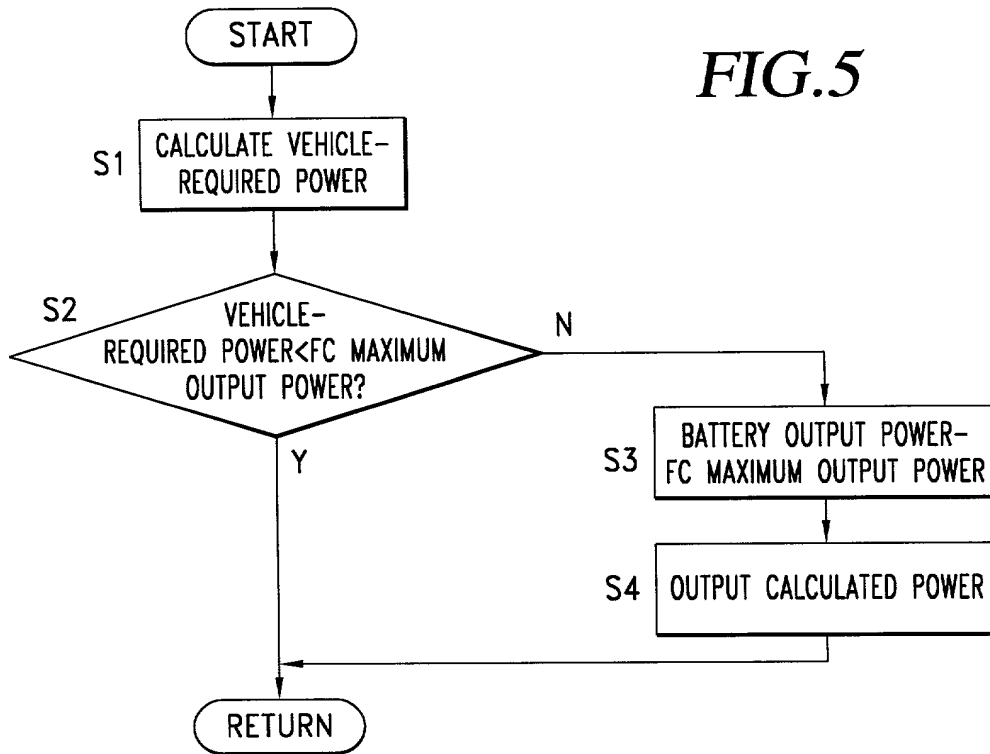 FIG.5
START
S1
CALCULATE VEHICLE-
REQUIRED POWER
S2
VEHICLE-
REQUIRED POWER<FC MAXIMUM
OUTPUT POWER?
N
Y
S3
BATTERY OUTPUT POWER-
FC MAXIMUM OUTPUT POWER
S4
OUTPUT CALCULATED POWER
RETURN